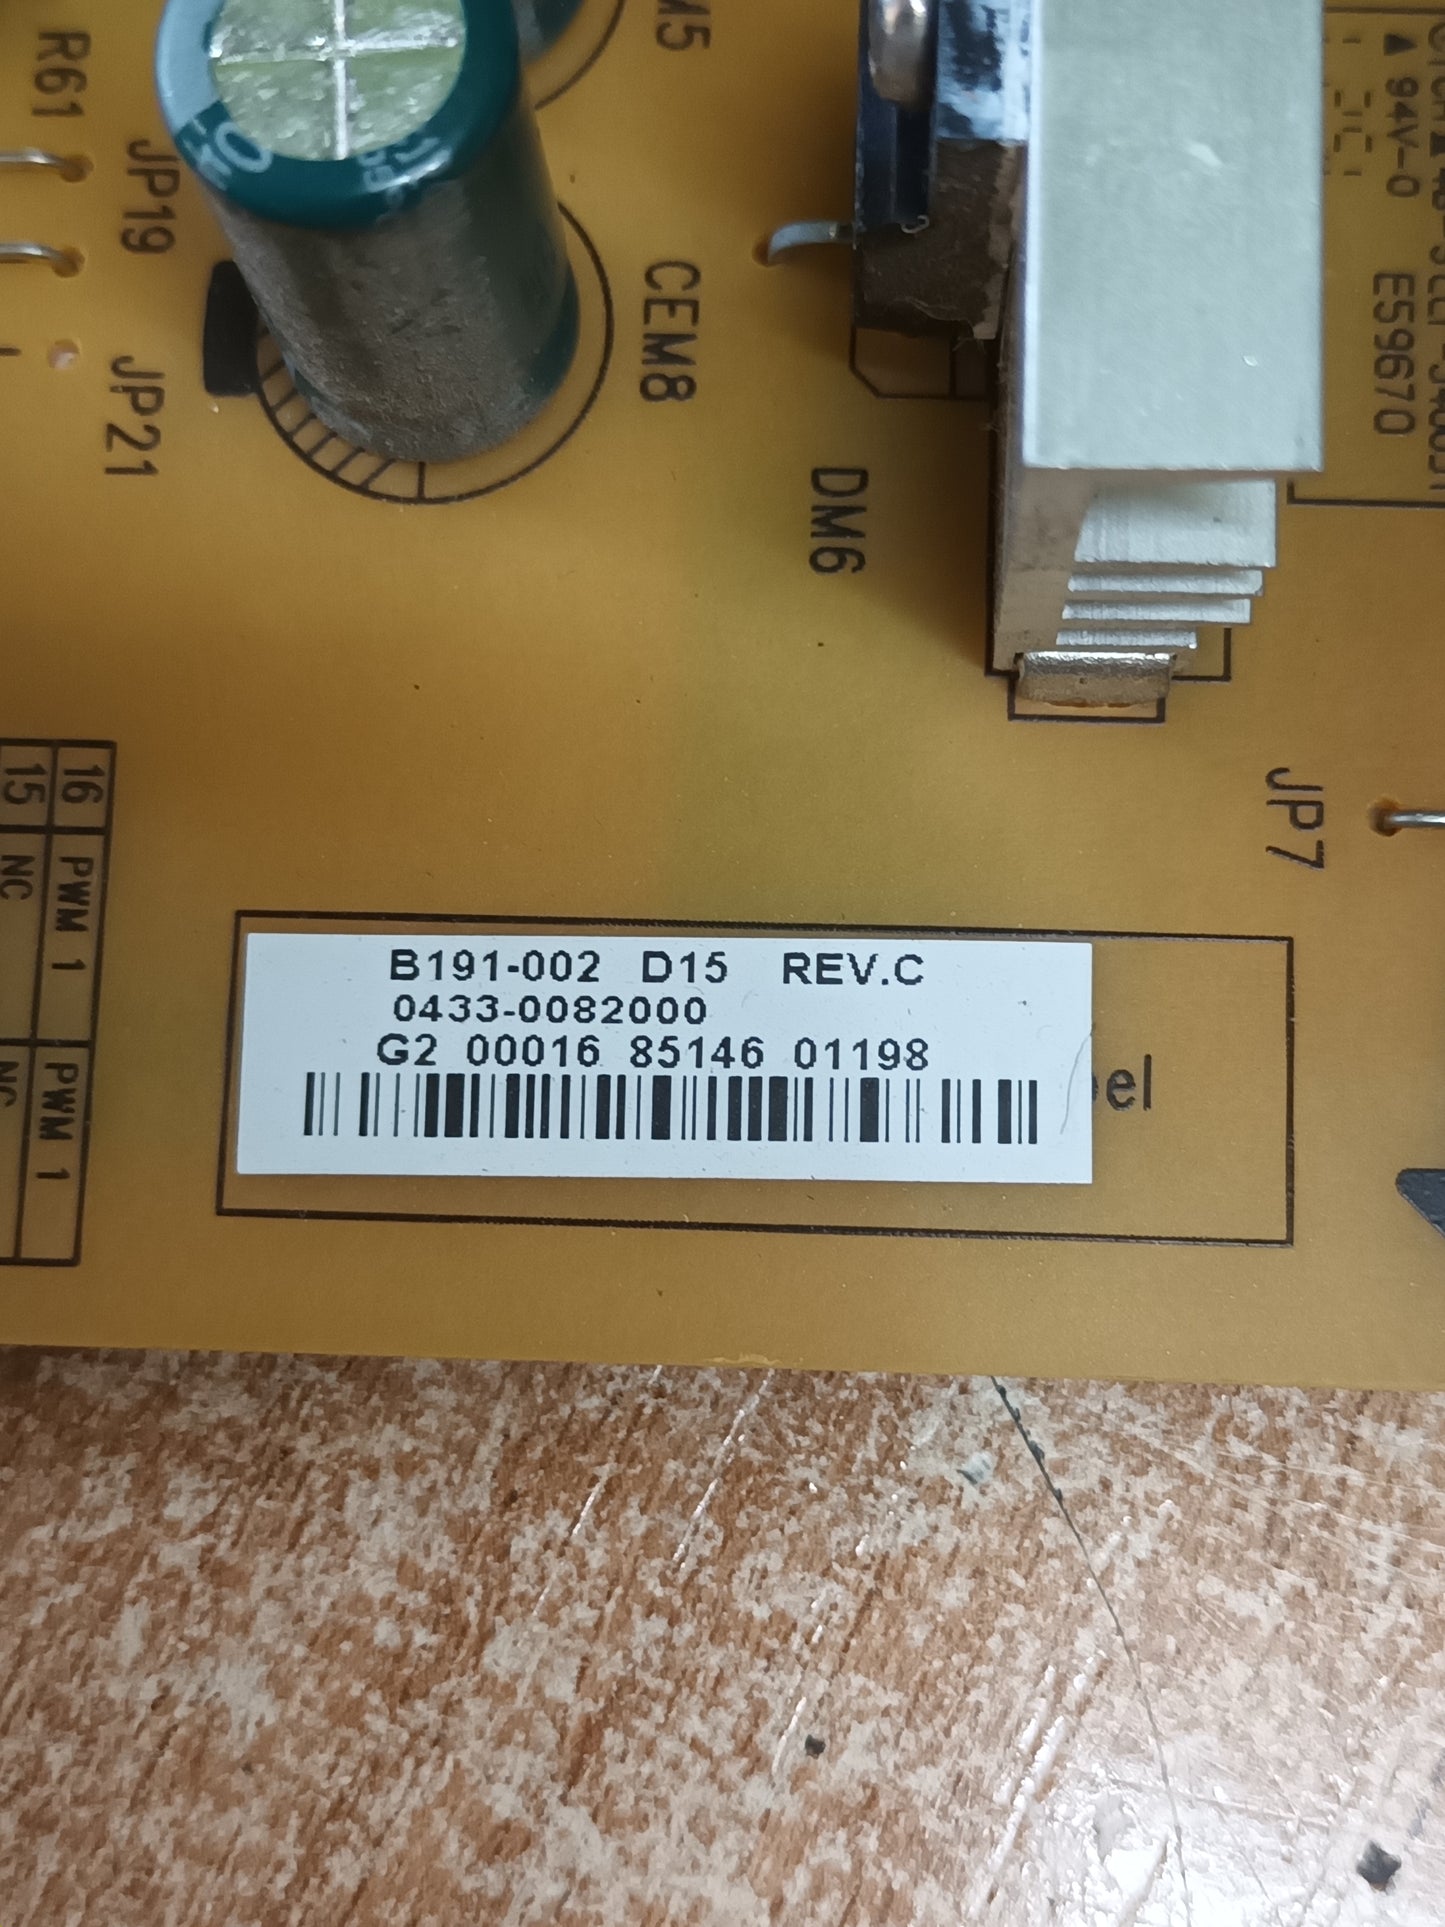 R61
JP19
JP21
CEM8
DM6
94V-0
E59670
JP7
16 PWM 1
15 NC
PWM 1
NC
B191-002 D15 REV.C
0433-0082000
G2 00016 85146 01198